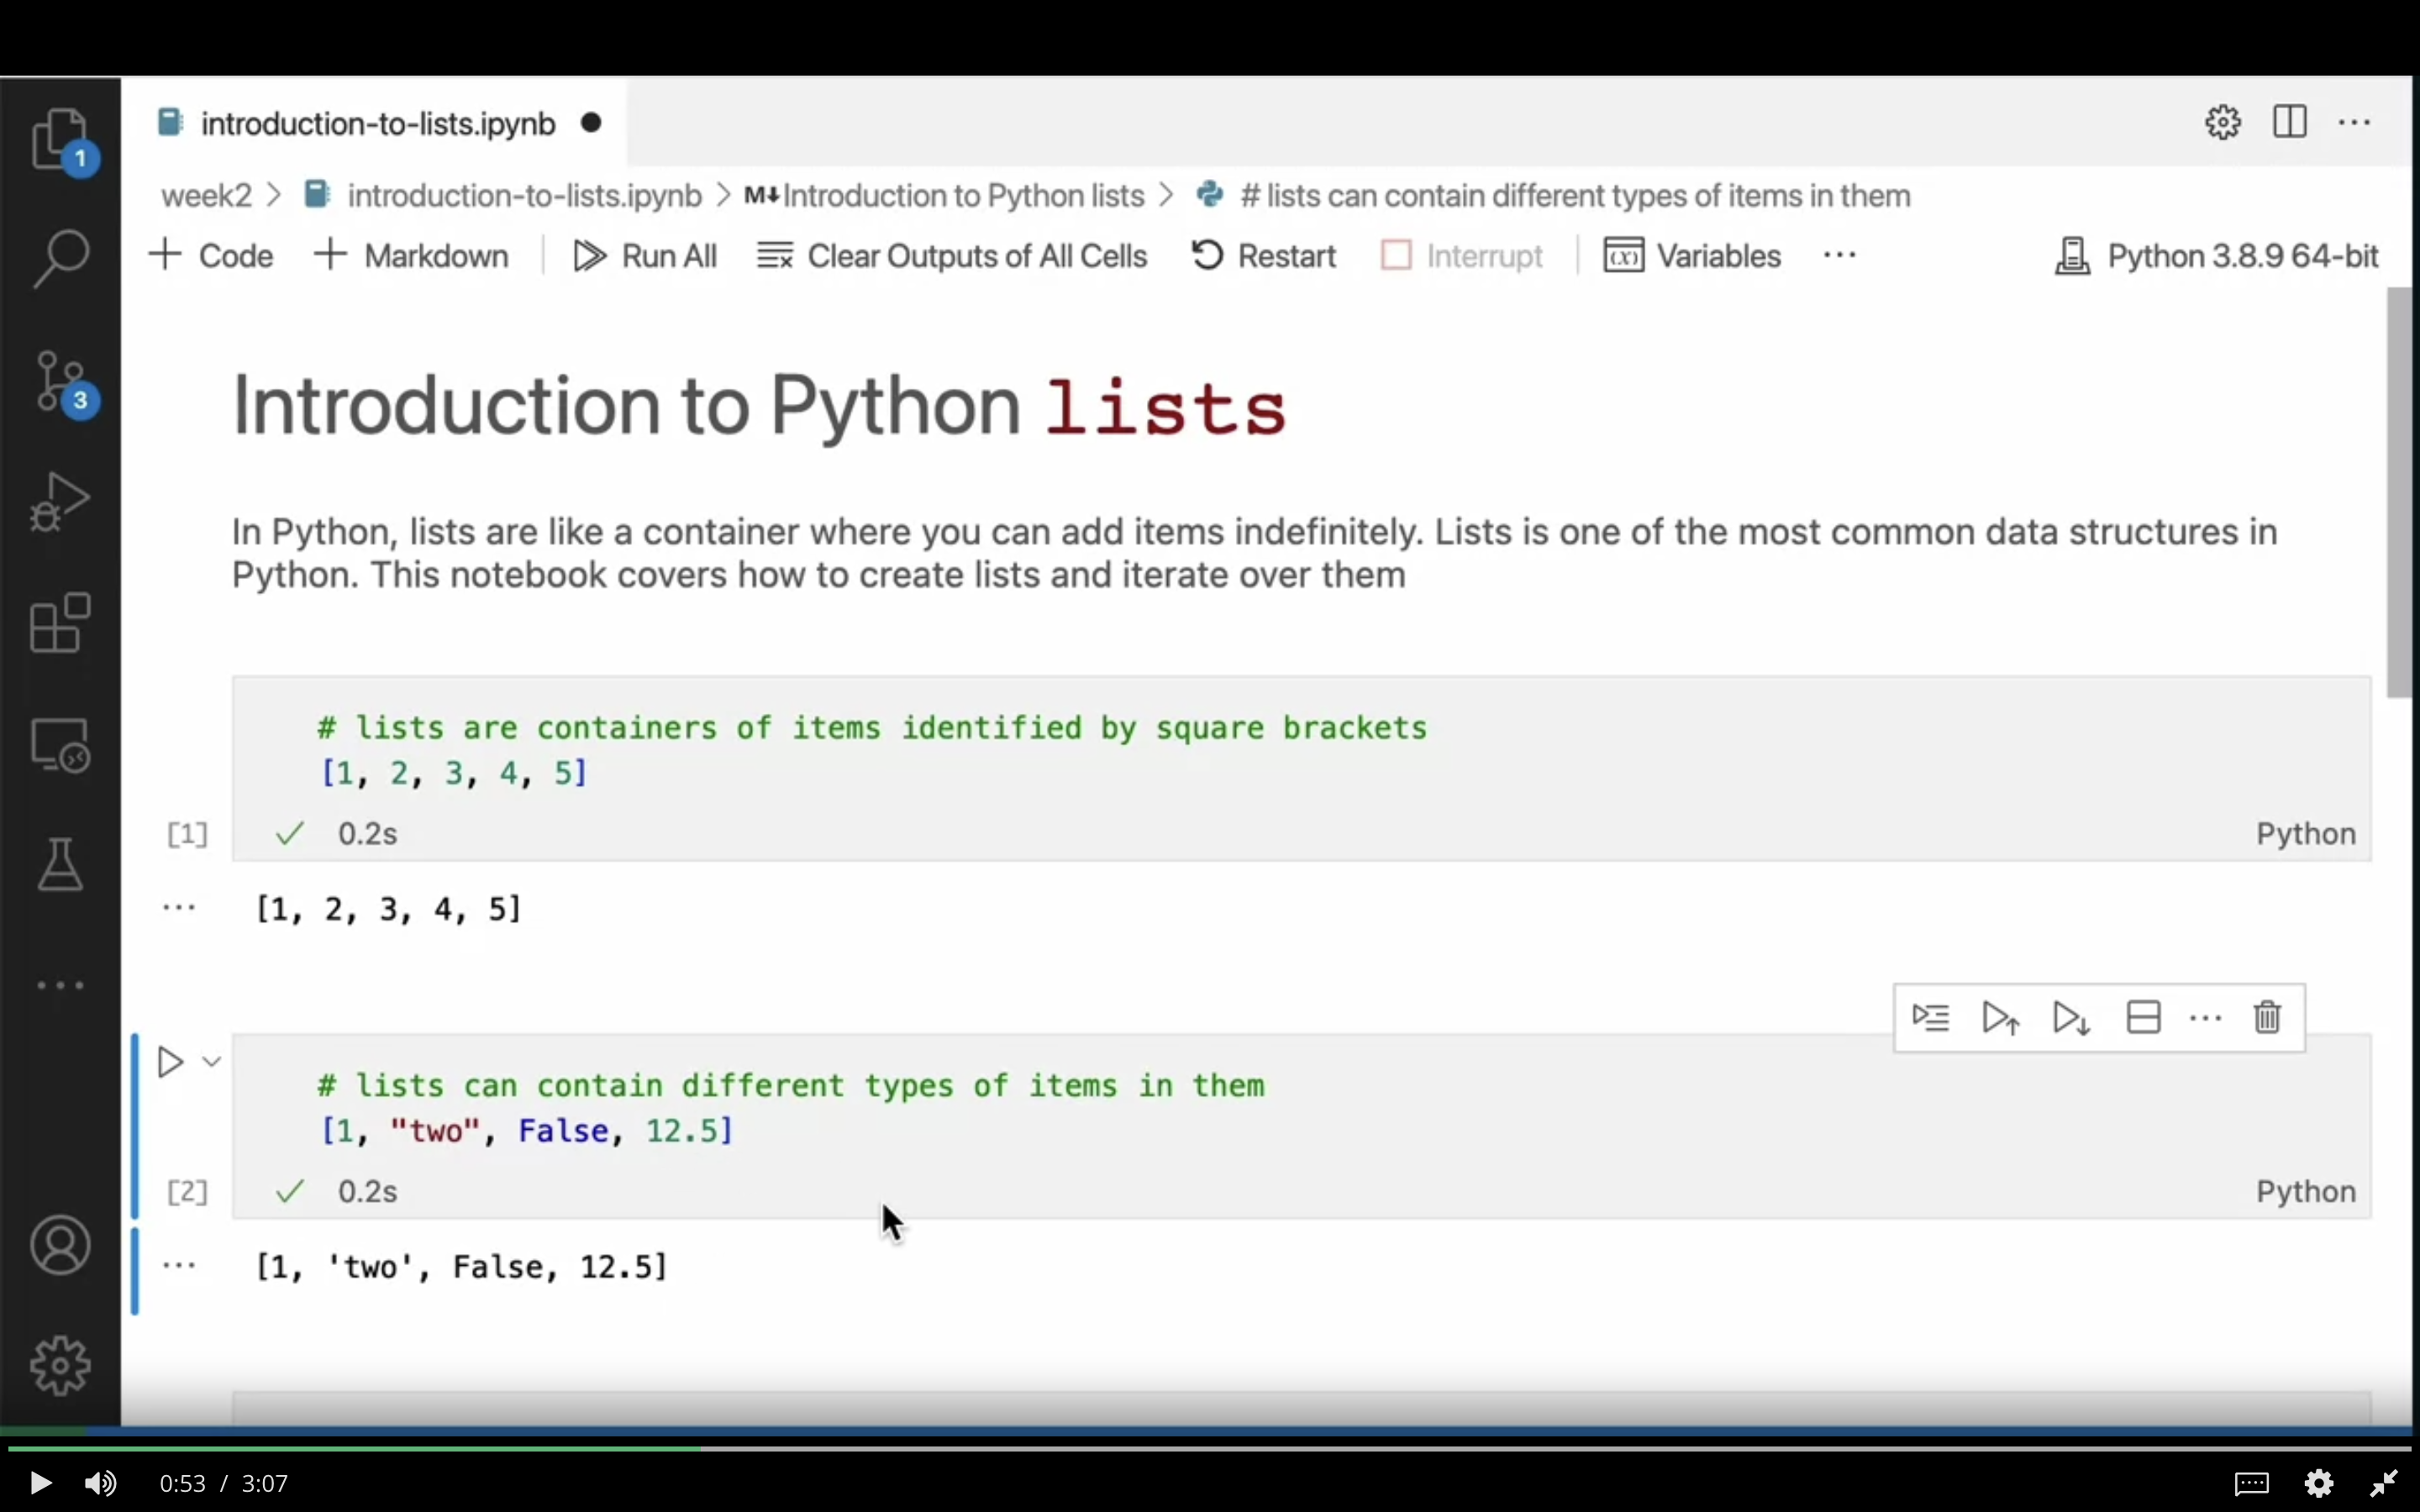 introduction-to-lists.ipynb
1
week2 > introduction-to-lists.ipynb > M↓Introduction to Python lists > # lists can contain different types of items in them
+ Code + Markdown Run All Clear Outputs of All Cells Restart Interrupt (x) Variables ··· Python 3.8.9 64-bit
3
Introduction to Python lists
In Python, lists are like a container where you can add items indefinitely. Lists is one of the most common data structures in
Python. This notebook covers how to create lists and iterate over them
# lists are containers of items identified by square brackets
[1, 2, 3, 4, 5]
[1] ✓ 0.2s Python
··· [1, 2, 3, 4, 5]
# lists can contain different types of items in them
[1, "two", False, 12.5]
[2] ✓ 0.2s Python
··· [1, 'two', False, 12.5]
0:53 / 3:07